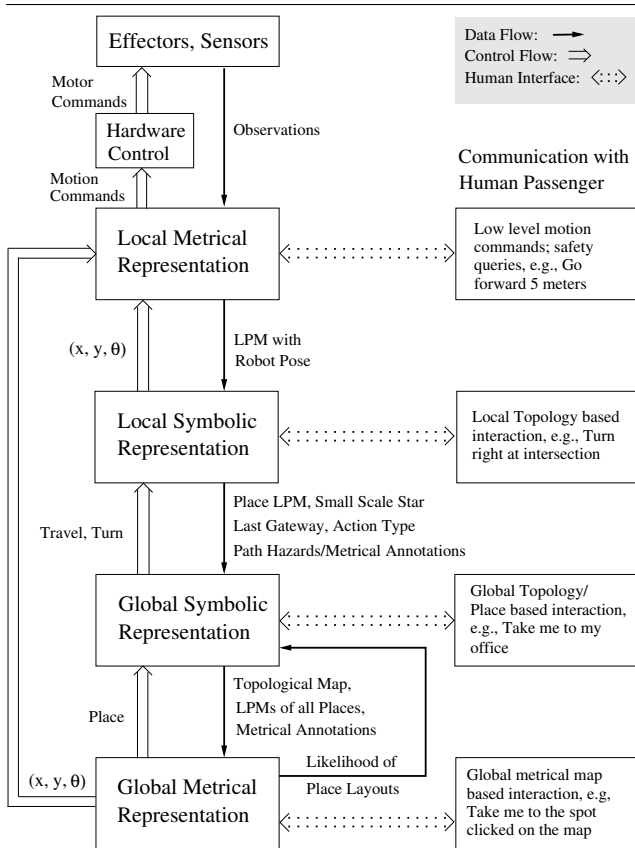 Effectors, Sensors
Data Flow:
Control Flow:
Human Interface:
Motor
Commands
Hardware
Control
Observations
Motion
Commands
Communication with
Human Passenger
Local Metrical
Representation
Low level motion
commands; safety
queries, e.g., Go
forward 5 meters
(x, y, θ)
LPM with
Robot Pose
Local Symbolic
Representation
Local Topology based
interaction, e.g., Turn
right at intersection
Travel, Turn
Place LPM, Small Scale Star
Last Gateway, Action Type
Path Hazards/Metrical Annotations
Global Symbolic
Representation
Global Topology/
Place based interaction,
e.g., Take me to my
office
Place
Topological Map,
LPMs of all Places,
Metrical Annotations
(x, y, θ)
Likelihood of
Place Layouts
Global Metrical
Representation
Global metrical map
based interaction, e.g,
Take me to the spot
clicked on the map